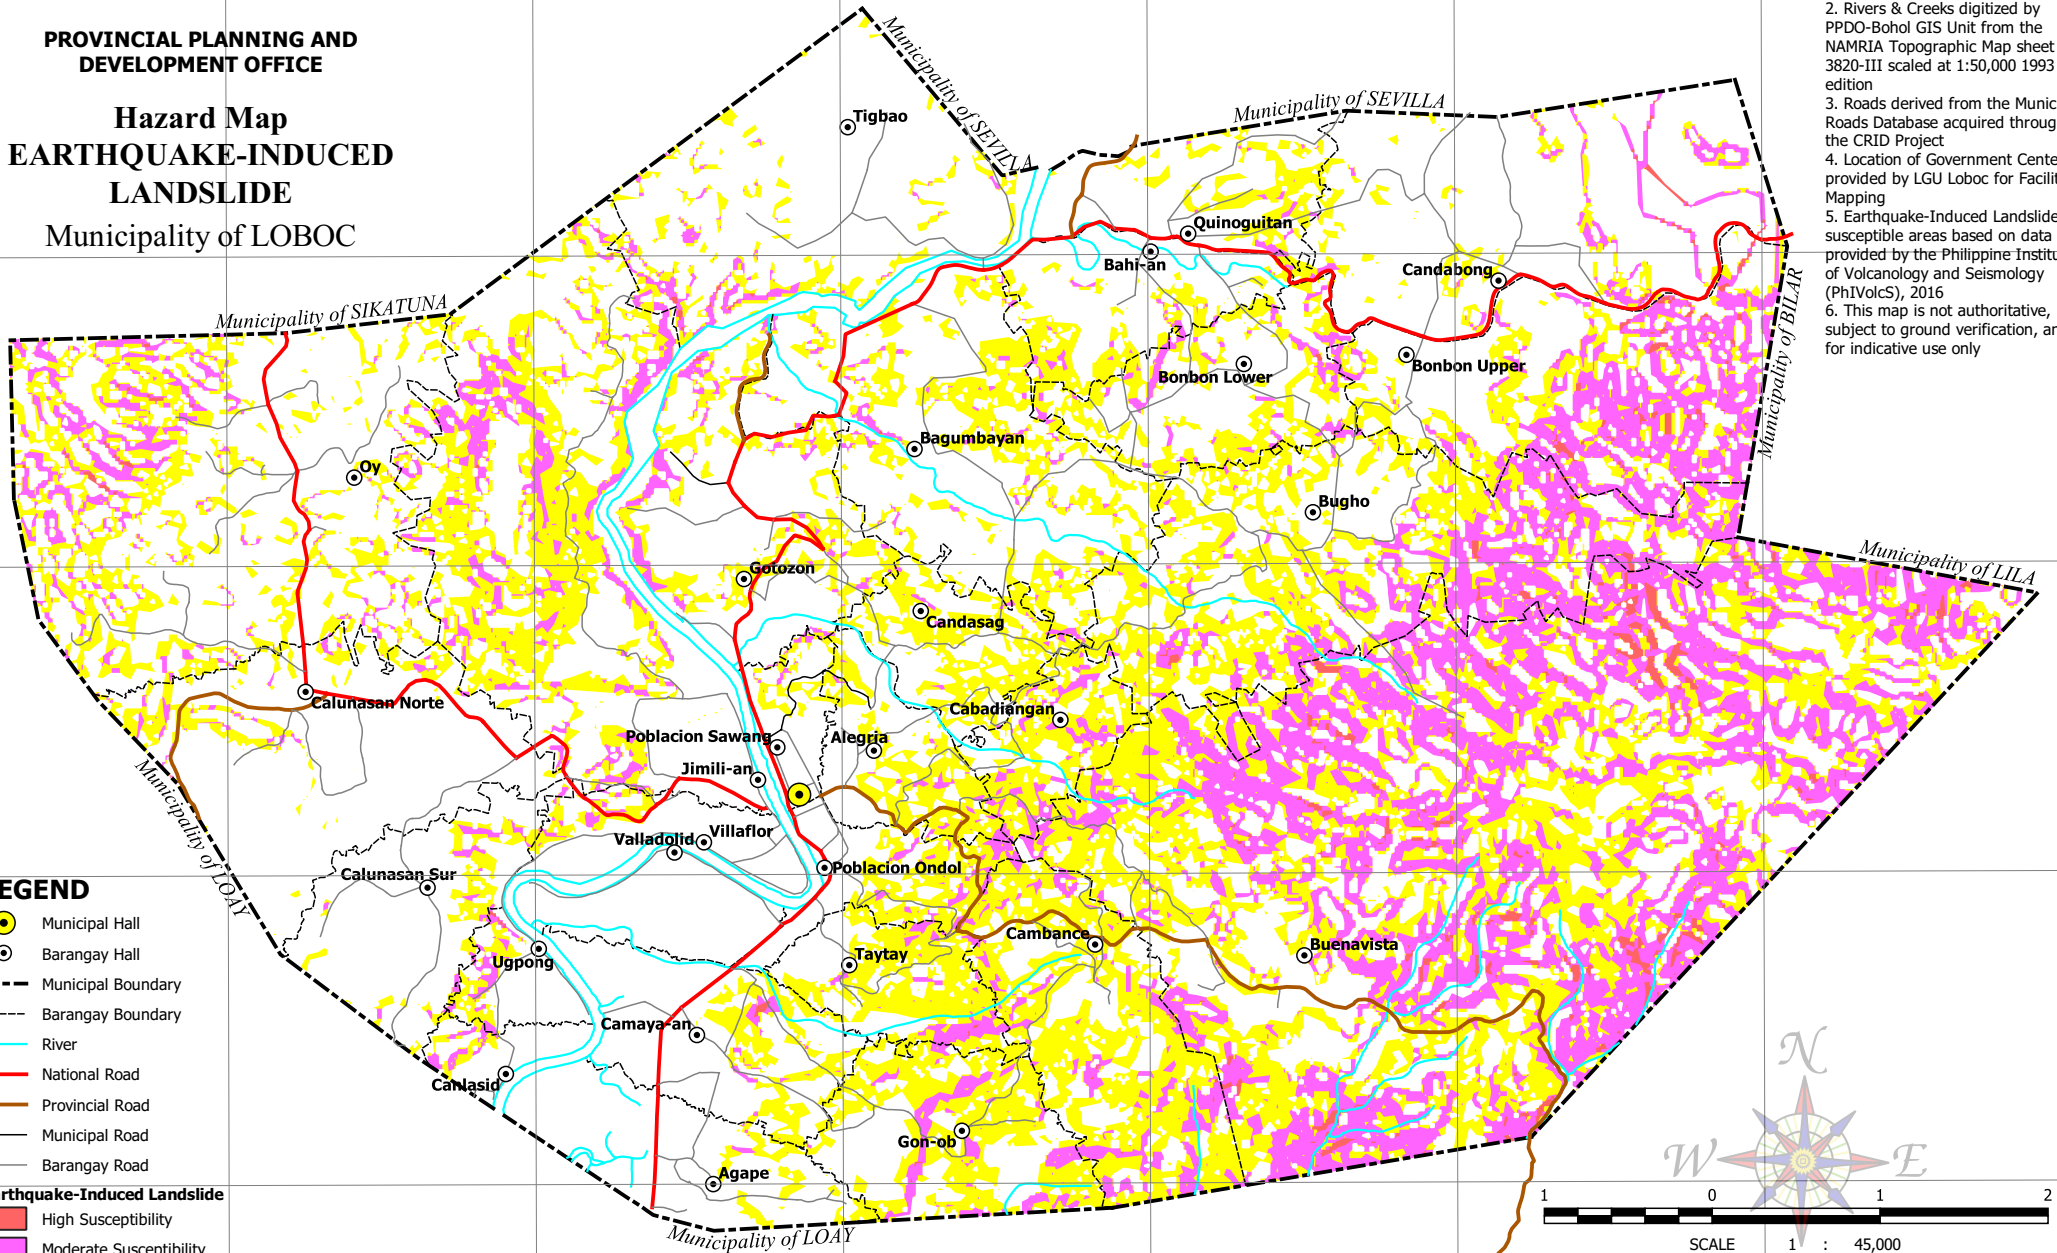 PROVINCIAL PLANNING AND
DEVELOPMENT OFFICE
Hazard Map
EARTHQUAKE-INDUCED
LANDSLIDE
Municipality of LOBOC
2. Rivers & Creeks digitized by
PPDO-Bohol GIS Unit from the
NAMRIA Topographic Map sheet
3820-III scaled at 1:50,000 1993
edition
3. Roads derived from the Munic
Roads Database acquired throug
the CRID Project
4. Location of Government Cente
provided by LGU Loboc for Facilit
Mapping
5. Earthquake-Induced Landslide
susceptible areas based on data
provided by the Philippine Institu
of Volcanology and Seismology
(PhIVolcS), 2016
6. This map is not authoritative,
subject to ground verification, an
for indicative use only
Municipality of SEVILLA
Municipality of SEVILLA
Municipality of SIKATUNA
Municipality of BILAR
Municipality of BILAR
Municipality of LILA
Municipality of LOAY
Municipality of LOAY
Tigbao
Quinoguitan
Bahi-an
Candabong
Bonbon Lower
Bonbon Upper
Bagumbayan
Oy
Bugho
Gotozon
Candasag
Calunasan Norte
Cabadiangan
Poblacion Sawang
Alegria
Jimili-an
Valladolid
Villaflor
Poblacion Ondol
Calunasan Sur
Cambance
Buenavista
Ugpong
Taytay
Camaya-an
Canlasid
Gon-ob
Agape
EGEND
Municipal Hall
Barangay Hall
Municipal Boundary
Barangay Boundary
River
National Road
Provincial Road
Municipal Road
Barangay Road
rthquake-Induced Landslide
High Susceptibility
Moderate Susceptibility
N
W
E
1 0 1 2
SCALE 1 : 45,000